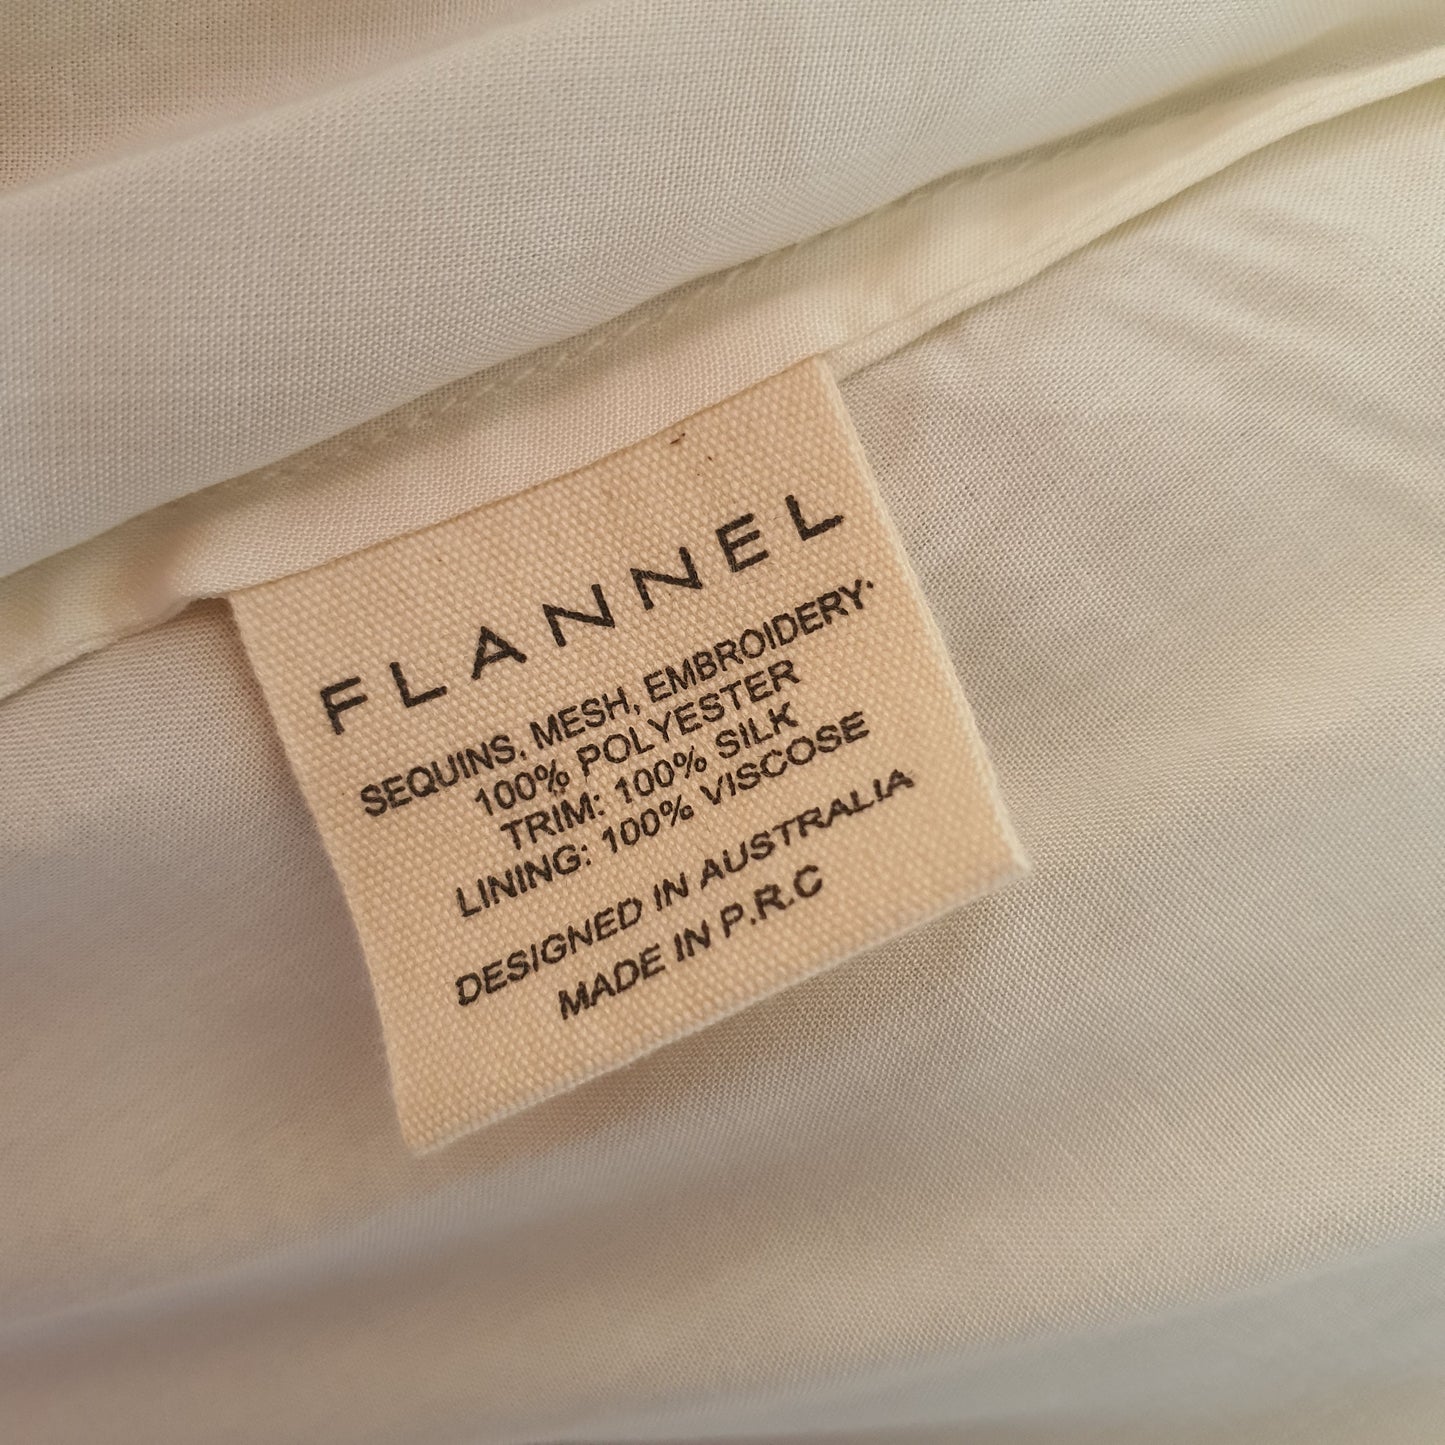 FLANNEL
SEQUINS, MESH, EMBROIDERY:
100% POLYESTER
TRIM: 100% SILK
LINING: 100% VISCOSE
DESIGNED IN AUSTRALIA
MADE IN P.R.C